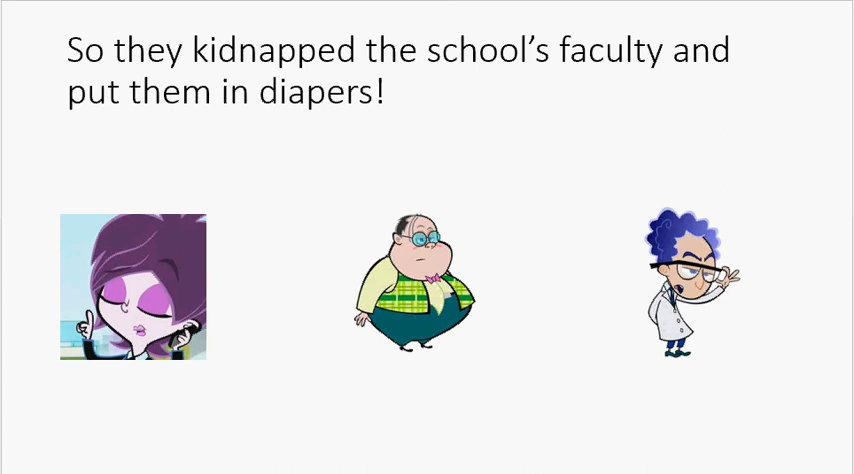 So they kidnapped the school’s faculty and
put them in diapers!